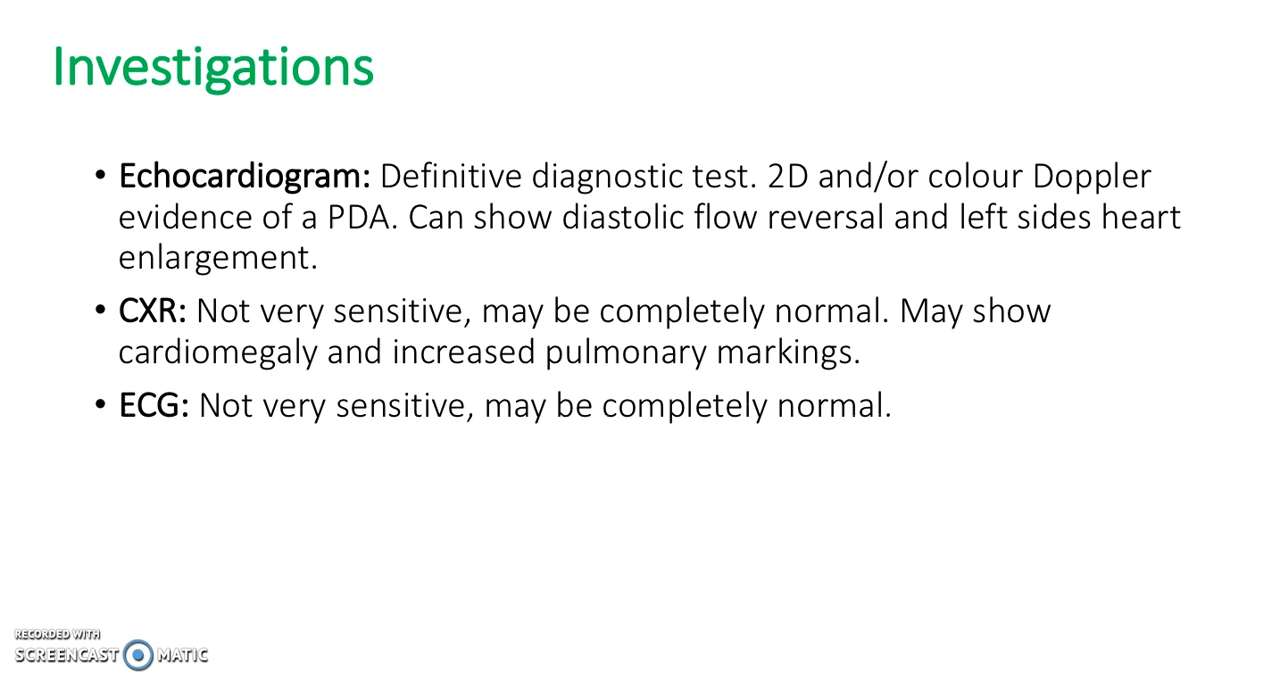 Investigations
• Echocardiogram: Definitive diagnostic test. 2D and/or colour Doppler
evidence of a PDA. Can show diastolic flow reversal and left sides heart
enlargement.
• CXR: Not very sensitive, may be completely normal. May show
cardiomegaly and increased pulmonary markings.
• ECG: Not very sensitive, may be completely normal.
RECORDED WITH
SCREENCAST MATIC